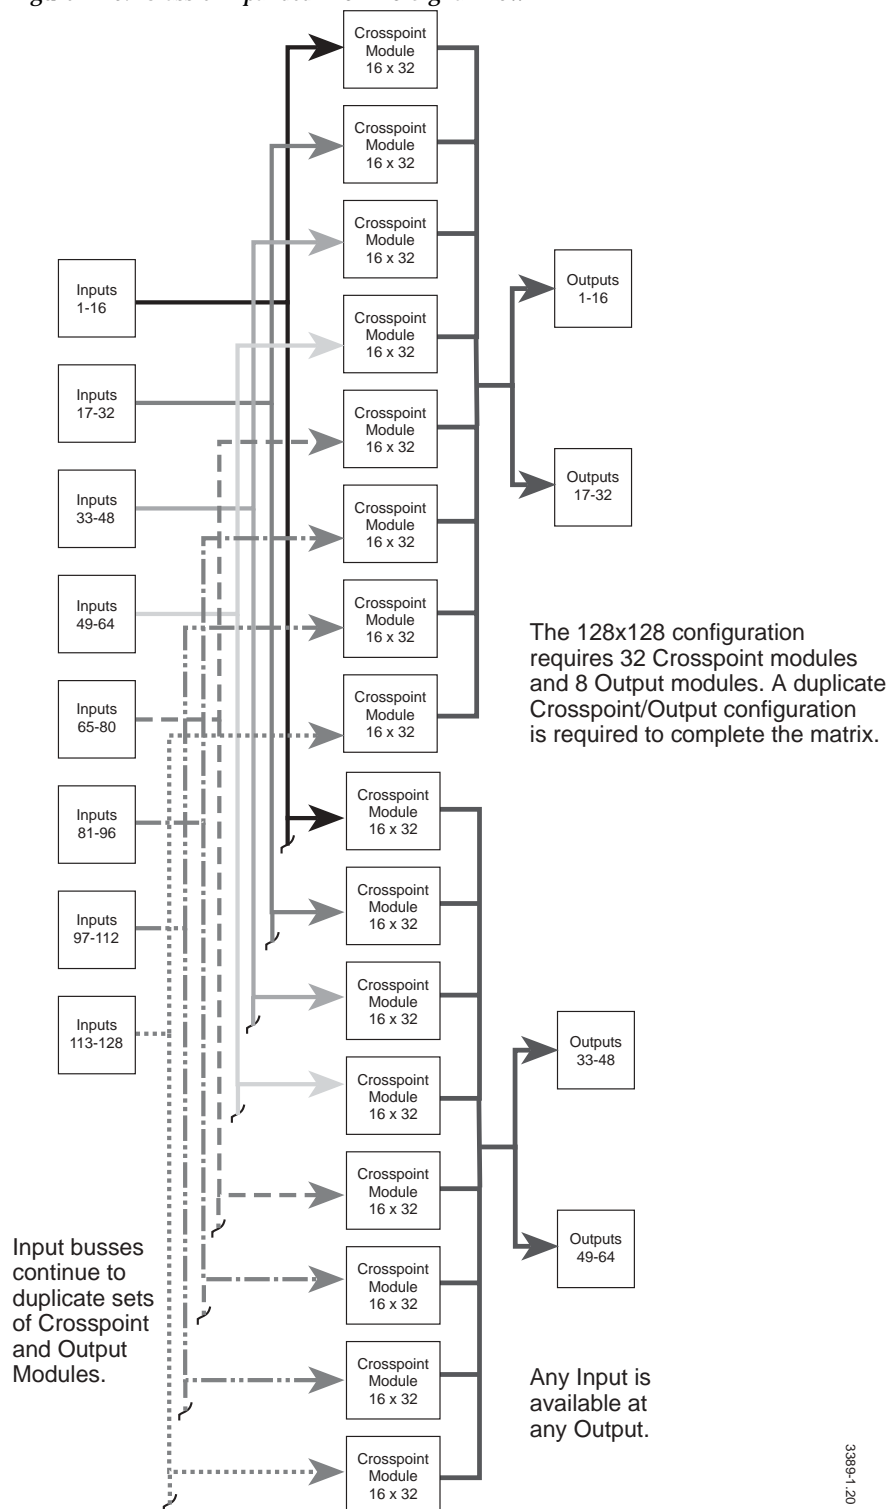 Crosspoint
Module
16 x 32
Crosspoint
Module
16 x 32
Crosspoint
Module
16 x 32
Crosspoint
Module
16 x 32
Crosspoint
Module
16 x 32
Crosspoint
Module
16 x 32
Crosspoint
Module
16 x 32
Crosspoint
Module
16 x 32
Crosspoint
Module
16 x 32
Crosspoint
Module
16 x 32
Crosspoint
Module
16 x 32
Crosspoint
Module
16 x 32
Crosspoint
Module
16 x 32
Crosspoint
Module
16 x 32
Crosspoint
Module
16 x 32
Crosspoint
Module
16 x 32
Inputs
1-16
Inputs
17-32
Inputs
33-48
Inputs
49-64
Inputs
65-80
Inputs
81-96
Inputs
97-112
Inputs
113-128
Outputs
1-16
Outputs
17-32
The 128x128 configuration
requires 32 Crosspoint modules
and 8 Output modules. A duplicate
Crosspoint/Output configuration
is required to complete the matrix.
Outputs
33-48
Outputs
49-64
Input busses
continue to
duplicate sets
of Crosspoint
and Output
Modules.
Any Input is
available at
any Output.
3389-1.20